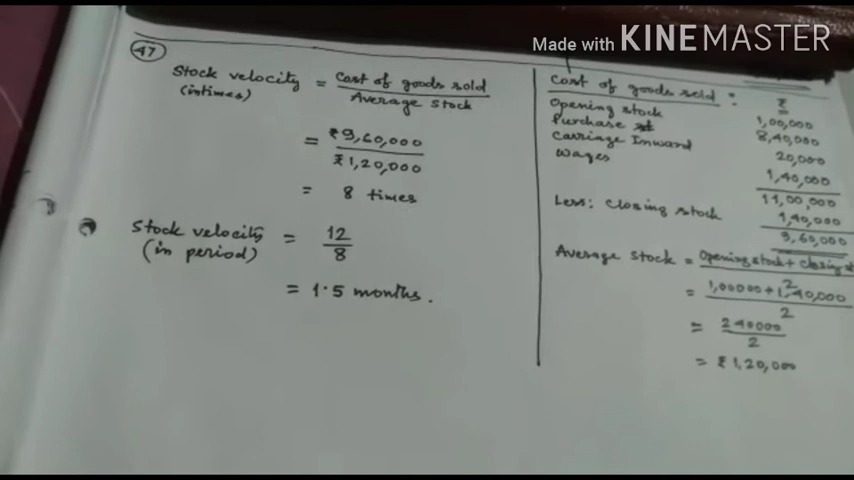 Made with KINEMASTER
47
Stock velocity = Cost of goods sold
(in times) Average Stock
= ₹9,60,000
₹1,20,000
= 8 times
Stock velocity = 12
(in period) 8
= 1.5 months.
Cost of goods sold : ₹
Opening stock 1,00,000
Purchase 8,40,000
Carriage Inward 20,000
Wages 1,40,000
11,00,000
Less: Closing stock 1,40,000
9,60,000
Average Stock = Opening stock + closing st
2
= 1,00000 + 1,40,000
2
= 240000
2
= ₹1,20,000